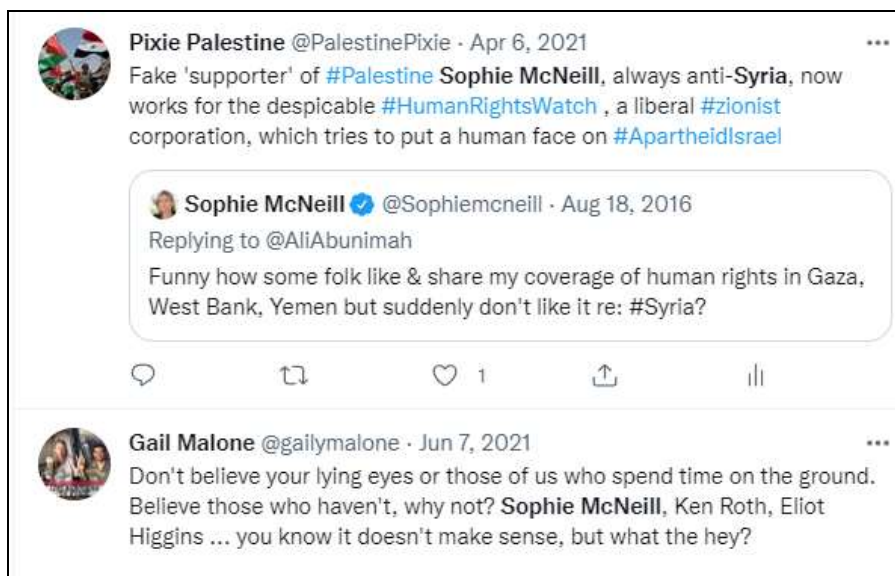 Pixie Palestine @PalestinePixie · Apr 6, 2021
Fake 'supporter' of #Palestine Sophie McNeill, always anti-Syria, now
works for the despicable #HumanRightsWatch , a liberal #zionist
corporation, which tries to put a human face on #ApartheidIsrael
Sophie McNeill @Sophiemcneill · Aug 18, 2016
Replying to @AliAbunimah
Funny how some folk like & share my coverage of human rights in Gaza,
West Bank, Yemen but suddenly don't like it re: #Syria?
1
Gail Malone @gailymalone · Jun 7, 2021
Don't believe your lying eyes or those of us who spend time on the ground.
Believe those who haven't, why not? Sophie McNeill, Ken Roth, Eliot
Higgins ... you know it doesn't make sense, but what the hey?